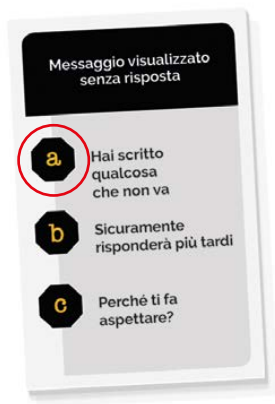 Messaggio visualizzato
senza risposta
a
Hai scritto
qualcosa
che non va
b
Sicuramente
risponderà più tardi
c
Perché ti fa
aspettare?